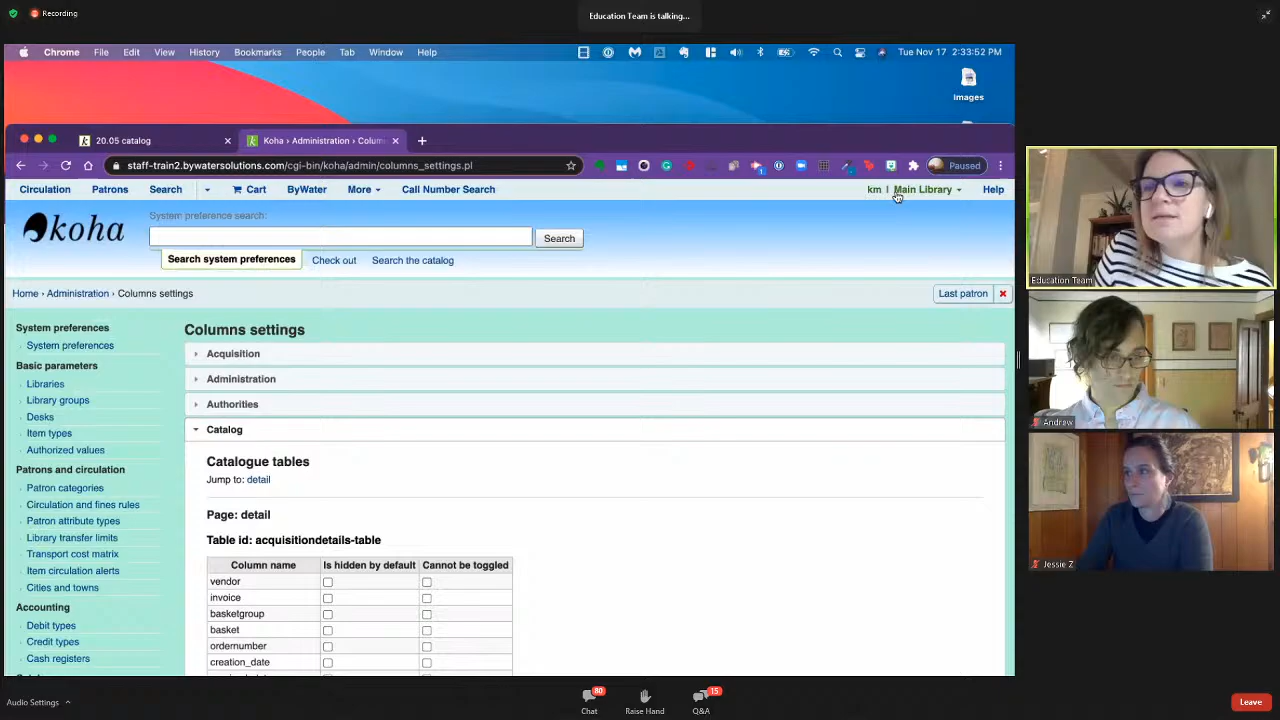 Recording
Education Team is talking...
Chrome File Edit View History Bookmarks People Tab Window Help
Tue Nov 17 2:33:52 PM
Images
20.05 catalog
Koha › Administration › Colum
staff-train2.bywatersolutions.com/cgi-bin/koha/admin/columns_settings.pl
Paused
Circulation Patrons Search Cart ByWater More Call Number Search
km | Main Library Help
koha
System preference search:
Search
Search system preferences Check out Search the catalog
Home › Administration › Columns settings
Last patron
System preferences
System preferences
Basic parameters
Libraries
Library groups
Desks
Item types
Authorized values
Patrons and circulation
Patron categories
Circulation and fines rules
Patron attribute types
Library transfer limits
Transport cost matrix
Item circulation alerts
Cities and towns
Accounting
Debit types
Credit types
Cash registers
Columns settings
Acquisition
Administration
Authorities
Catalog
Catalogue tables
Jump to: detail
Page: detail
Table id: acquisitiondetails-table
Column name Is hidden by default Cannot be toggled
vendor
invoice
basketgroup
basket
ordernumber
creation_date
Education Team
Andrew
Jessie Z
Audio Settings
80
Chat
Raise Hand
15
Q&A
Leave